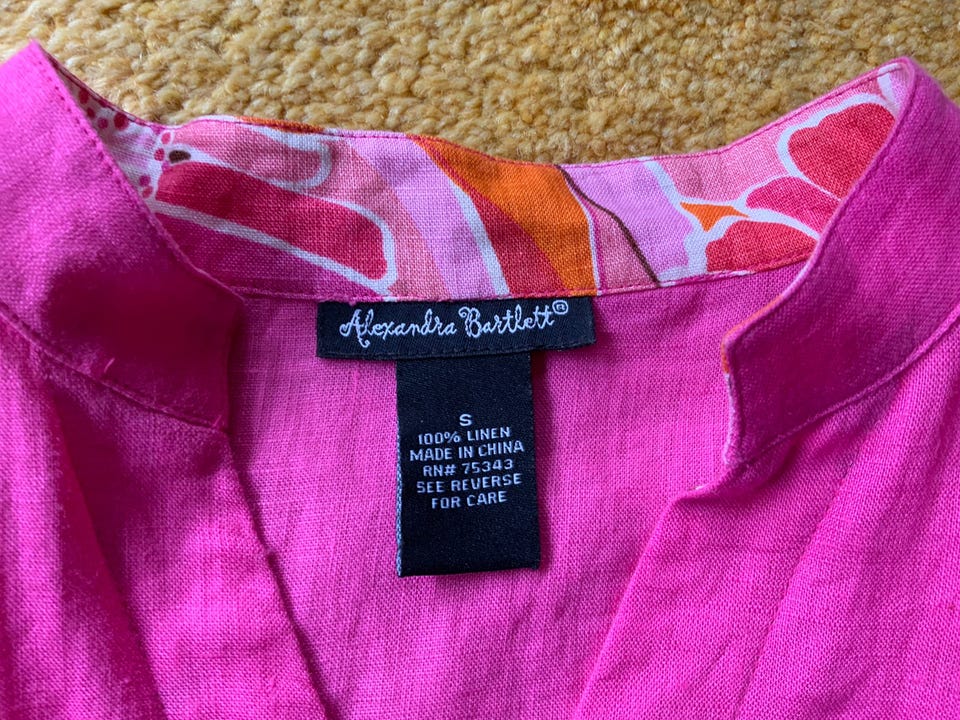 Alexandra Bartlett®
S
100% LINEN
MADE IN CHINA
RN# 75343
SEE REVERSE
FOR CARE